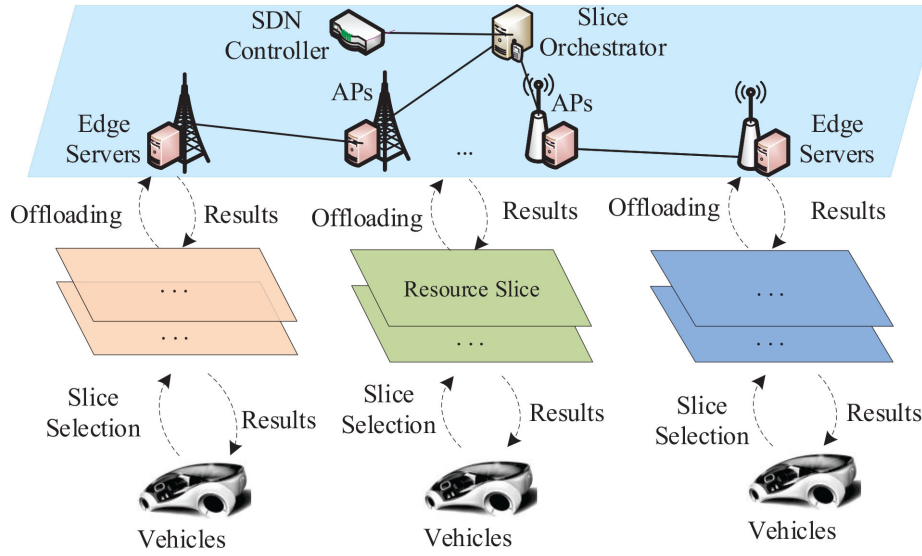 SDN
Controller
Slice
Orchestrator
APs
APs
Edge
Servers
...
Edge
Servers
Offloading
Results
Offloading
Results
Offloading
Results
...
Resource Slice
...
...
...
...
Slice
Selection
Results
Slice
Selection
Results
Slice
Selection
Results
Vehicles
Vehicles
Vehicles